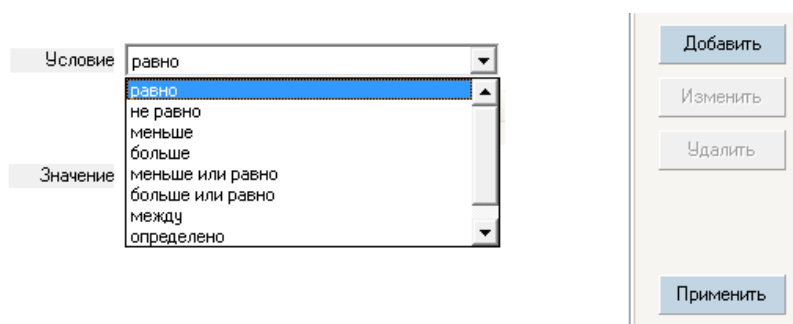 Условие
равно
равно
не равно
меньше
больше
меньше или равно
больше или равно
между
определено
Значение
Добавить
Изменить
Удалить
Применить